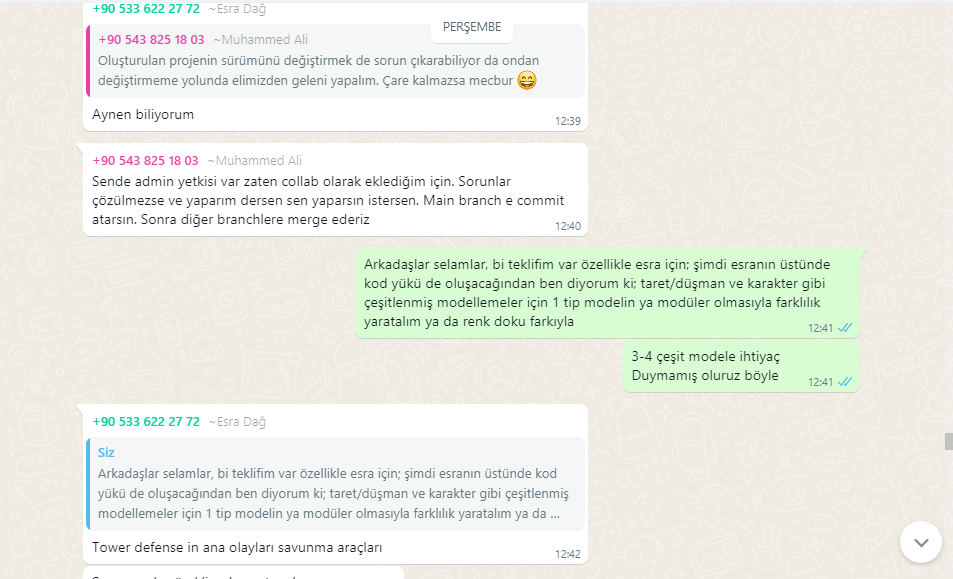 +90 533 622 27 72 ~Esra Dağ
PERŞEMBE
+90 543 825 18 03 ~Muhammed Ali
Oluşturulan projenin sürümünü değiştirmek de sorun çıkarabiliyor da ondan
değiştirmeme yolunda elimizden geleni yapalım. Çare kalmazsa mecbur 😄
Aynen biliyorum
12:39
+90 543 825 18 03 ~Muhammed Ali
Sende admin yetkisi var zaten collab olarak eklediğim için. Sorunlar
çözülmezse ve yaparım dersen sen yaparsın istersen. Main branch e commit
atarsın. Sonra diğer branchlere merge ederiz
12:40
Arkadaşlar selamlar, bi teklifim var özellikle esra için; şimdi esranın üstünde
kod yükü de oluşacağından ben diyorum ki; taret/düşman ve karakter gibi
çeşitlenmiş modellemeler için 1 tip modelin ya modüler olmasıyla farklılık
yaratalım ya da renk doku farkıyla
12:41
3-4 çeşit modele ihtiyaç
Duymamış oluruz böyle
12:41
+90 533 622 27 72 ~Esra Dağ
Siz
Arkadaşlar selamlar, bi teklifim var özellikle esra için; şimdi esranın üstünde kod
yükü de oluşacağından ben diyorum ki; taret/düşman ve karakter gibi çeşitlenmiş
modellemeler için 1 tip modelin ya modüler olmasıyla farklılık yaratalım ya da ...
Tower defense in ana olayları savunma araçları
12:42